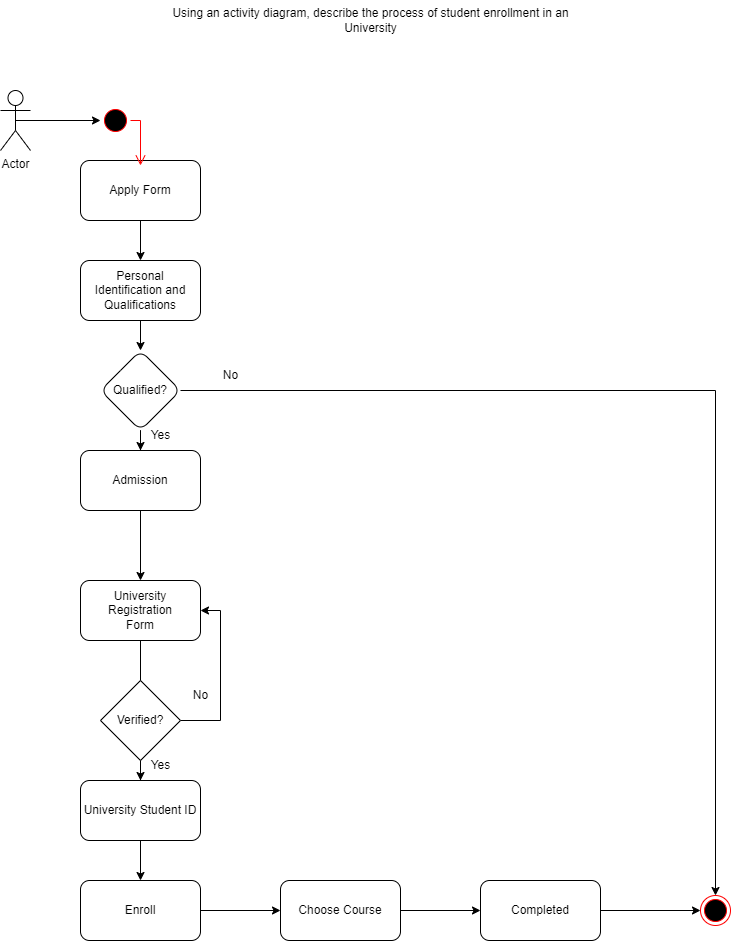 Using an activity diagram, describe the process of student enrollment in an
University
Actor
Apply Form
Personal
Identification and
Qualifications
Qualified?
No
Yes
Admission
University
Registration
Form
No
Verified?
Yes
University Student ID
Enroll
Choose Course
Completed